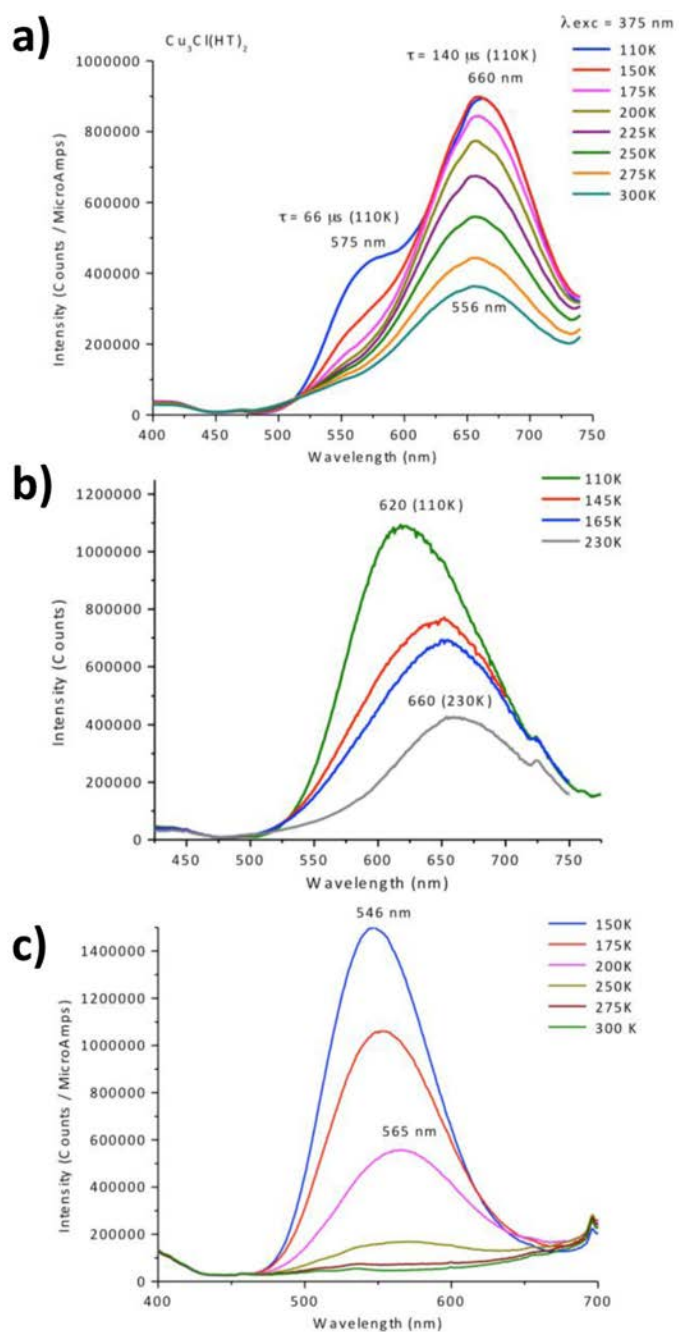 a)
Cu3Cl(HT)2
λ exc = 375 nm
τ = 140 μs (110K)
660 nm
τ = 66 μs (110K)
575 nm
556 nm
110K
150K
175K
200K
225K
250K
275K
300K
1000000
800000
600000
400000
200000
0
Intensity (Counts / MicroAmps)
400 450 500 550 600 650 700 750
Wavelength (nm)
b)
620 (110K)
660 (230K)
110K
145K
165K
230K
1200000
1000000
800000
600000
400000
200000
0
Intensity (Counts)
450 500 550 600 650 700 750
Wavelength (nm)
c)
546 nm
565 nm
150K
175K
200K
250K
275K
300 K
1400000
1200000
1000000
800000
600000
400000
200000
0
Intensity (Counts / MicroAmps)
400 500 600 700
Wavelength (nm)